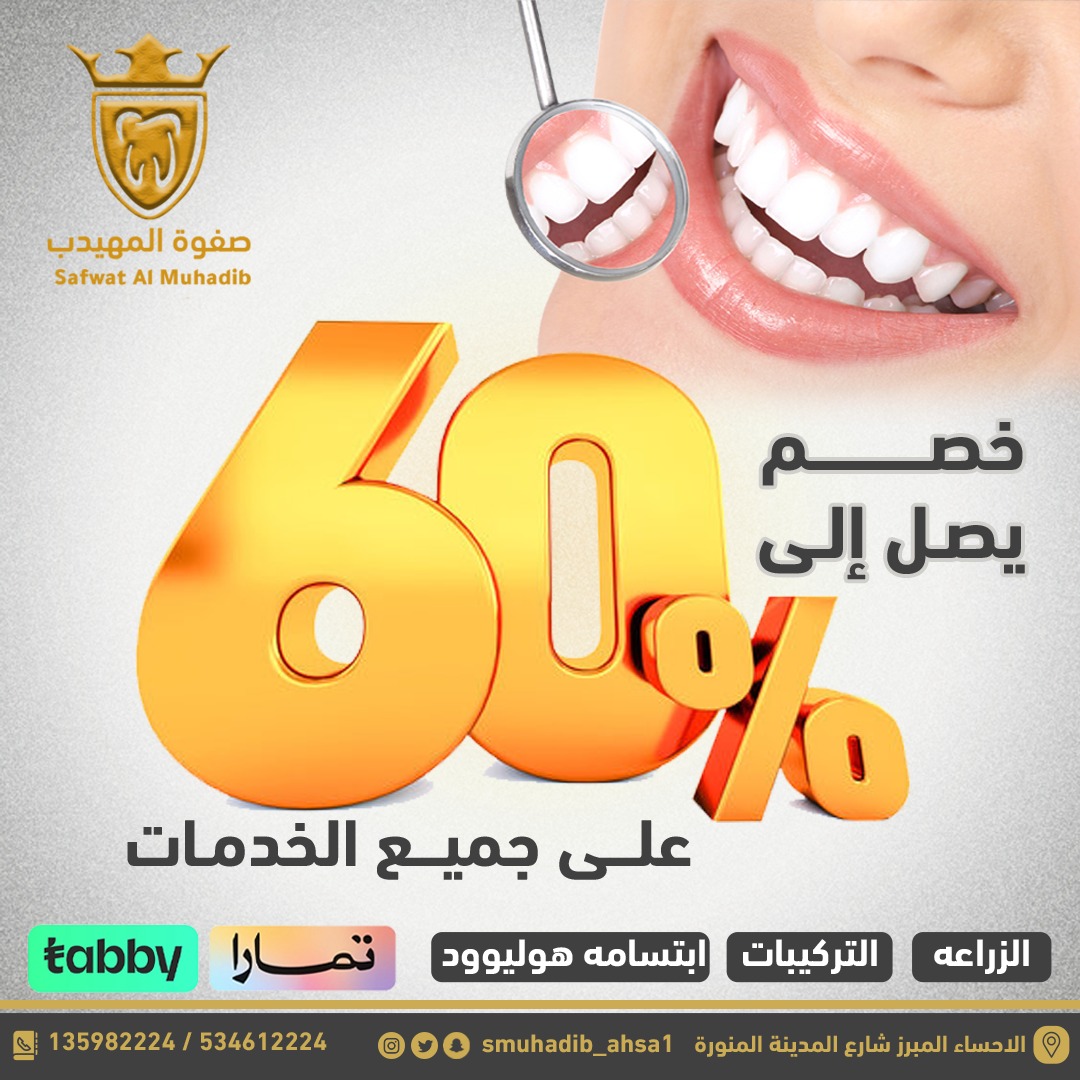 صفوة المهيدب
Safwat Al Muhadib
خصم
يصل إلى
60%
على جميع الخدمات
الزراعه
التركيبات
ابتسامه هوليوود
تمارا
tabby
الاحساء المبرز شارع المدينة المنورة
smuhadib_ahsa1
135982224 / 534612224